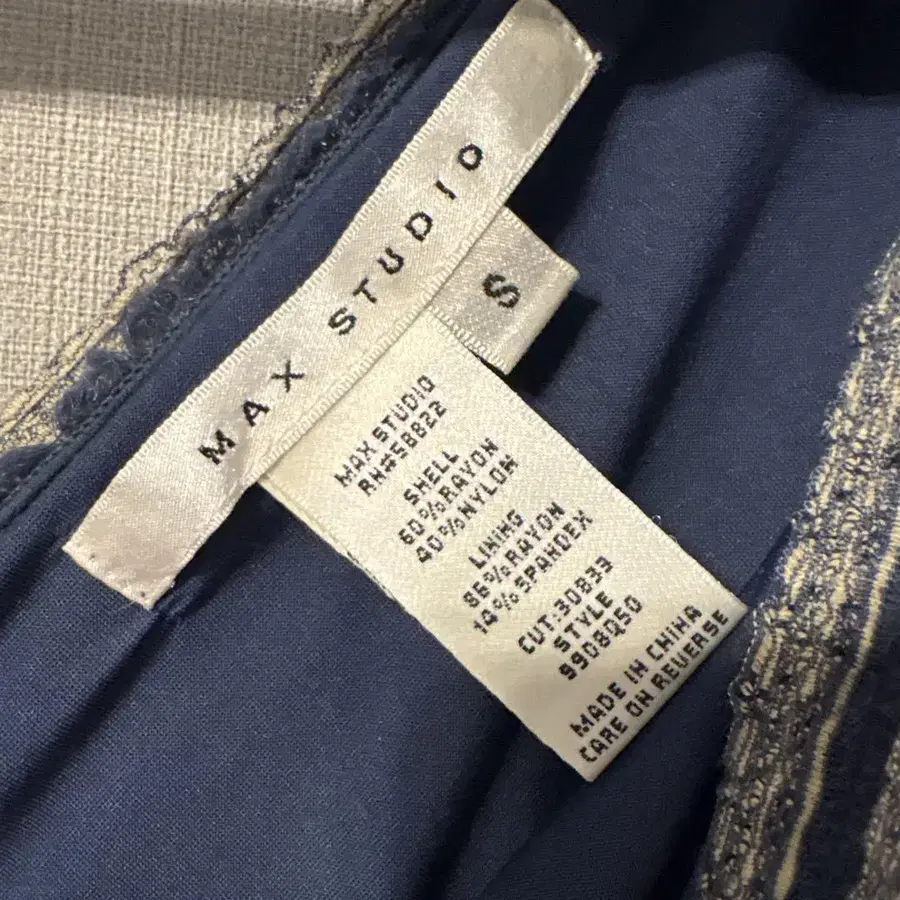 MAX STUDIO
S
MAX STUDIO
RN#58822
SHELL
60%RAYON
40%NYLON
LINING
86%RAYON
14%SPANDEX
CUT:30833
STYLE
9908Q50
MADE IN CHINA
CARE ON REVERSE